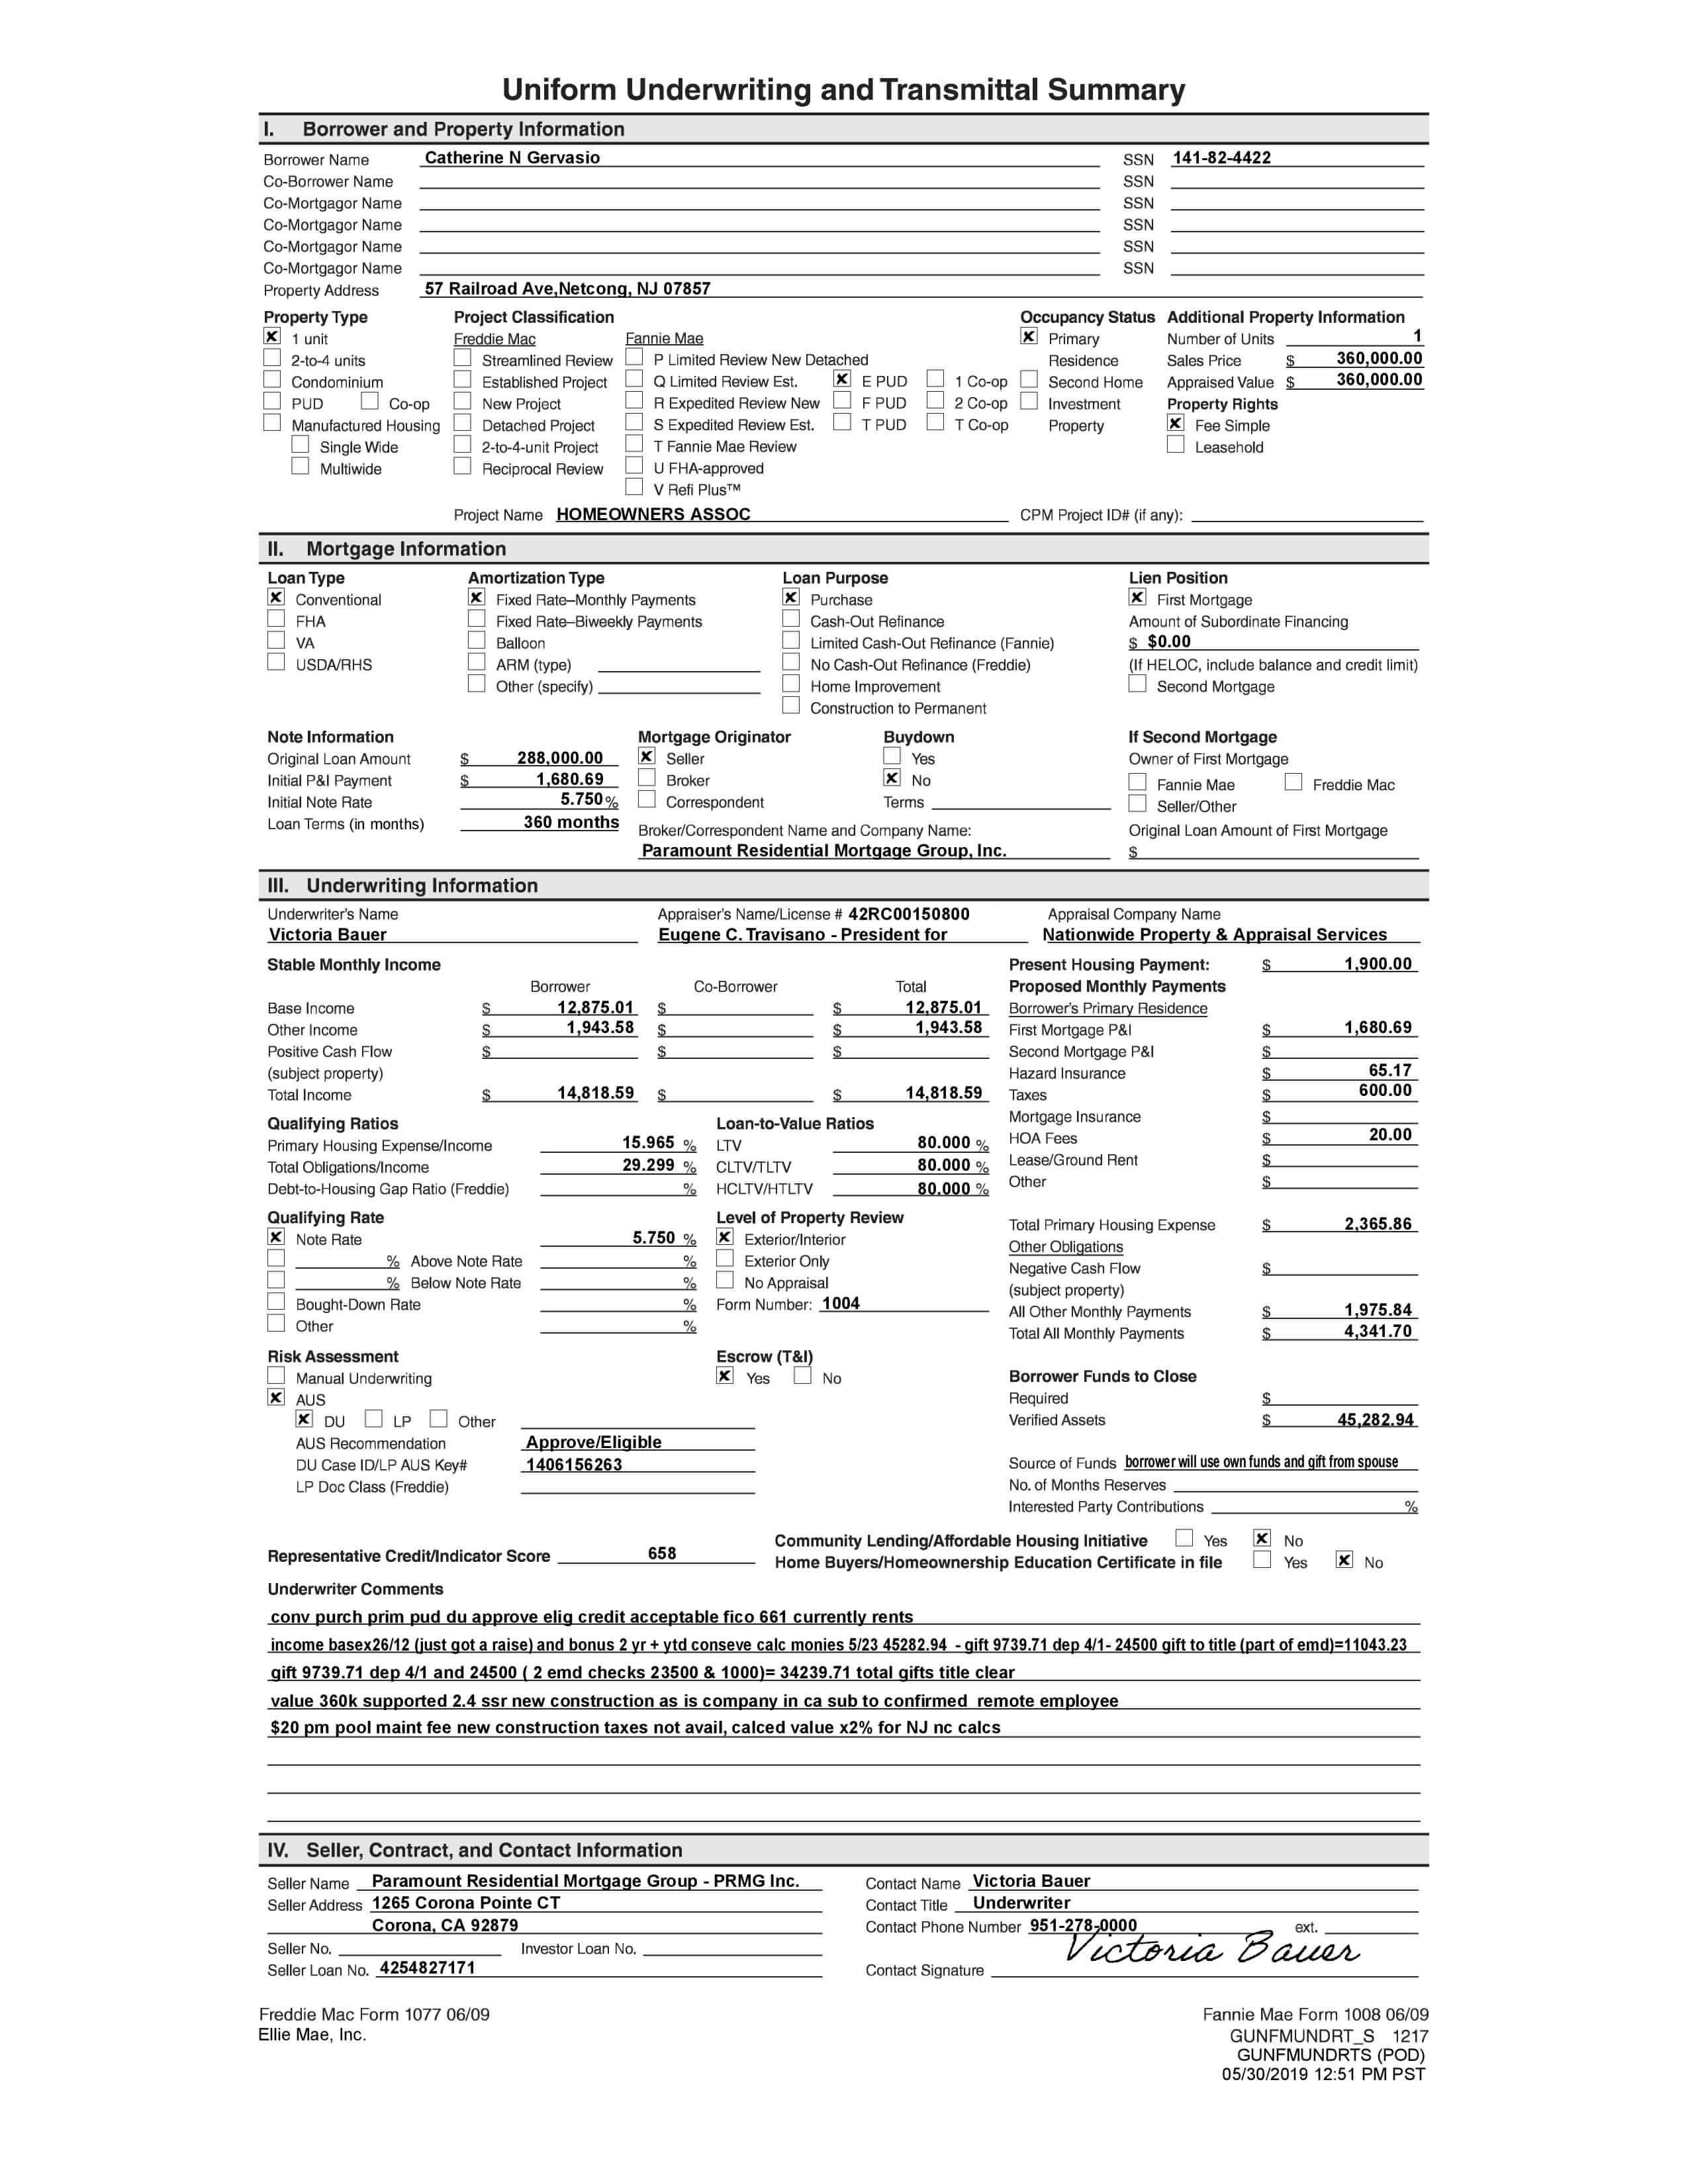 Uniform Underwriting and Transmittal Summary
I. Borrower and Property Information
Borrower Name Catherine N Gervasio SSN 141-82-4422
Co-Borrower Name SSN
Co-Mortgagor Name SSN
Co-Mortgagor Name SSN
Co-Mortgagor Name SSN
Co-Mortgagor Name SSN
Property Address 57 Railroad Ave,Netcong, NJ 07857
Property Type Project Classification Occupancy Status Additional Property Information
1 unit Freddie Mac Fannie Mae Primary Number of Units 1
2-to-4 units Streamlined Review P Limited Review New Detached Residence Sales Price $ 360,000.00
Condominium Established Project Q Limited Review Est. E PUD 1 Co-op Second Home Appraised Value $ 360,000.00
PUD Co-op New Project R Expedited Review New F PUD 2 Co-op Investment Property Rights
Manufactured Housing Detached Project S Expedited Review Est. T PUD T Co-op Property Fee Simple
Single Wide 2-to-4-unit Project T Fannie Mae Review Leasehold
Multiwide Reciprocal Review U FHA-approved
V Refi Plus™
Project Name HOMEOWNERS ASSOC CPM Project ID# (if any):
II. Mortgage Information
Loan Type Amortization Type Loan Purpose Lien Position
Conventional Fixed Rate–Monthly Payments Purchase First Mortgage
FHA Fixed Rate–Biweekly Payments Cash-Out Refinance Amount of Subordinate Financing
VA Balloon Limited Cash-Out Refinance (Fannie) $ $0.00
USDA/RHS ARM (type) No Cash-Out Refinance (Freddie) (If HELOC, include balance and credit limit)
Other (specify) Home Improvement Second Mortgage
Construction to Permanent
Note Information Mortgage Originator Buydown If Second Mortgage
Original Loan Amount $ 288,000.00 Seller Yes Owner of First Mortgage
Initial P&I Payment $ 1,680.69 Broker No Fannie Mae Freddie Mac
Initial Note Rate 5.750 % Correspondent Terms Seller/Other
Loan Terms (in months) 360 months Broker/Correspondent Name and Company Name: Original Loan Amount of First Mortgage
Paramount Residential Mortgage Group, Inc. $
III. Underwriting Information
Underwriter's Name Appraiser's Name/License # 42RC00150800 Appraisal Company Name
Victoria Bauer Eugene C. Travisano - President for Nationwide Property & Appraisal Services
Stable Monthly Income Present Housing Payment: $ 1,900.00
Borrower Co-Borrower Total Proposed Monthly Payments
Base Income $ 12,875.01 $ $ 12,875.01 Borrower's Primary Residence
Other Income $ 1,943.58 $ $ 1,943.58 First Mortgage P&I $ 1,680.69
Positive Cash Flow $ $ $ Second Mortgage P&I $
(subject property) Hazard Insurance $ 65.17
Total Income $ 14,818.59 $ $ 14,818.59 Taxes $ 600.00
Qualifying Ratios Loan-to-Value Ratios Mortgage Insurance $
Primary Housing Expense/Income 15.965 % LTV 80.000 % HOA Fees $ 20.00
Total Obligations/Income 29.299 % CLTV/TLTV 80.000 % Lease/Ground Rent $
Debt-to-Housing Gap Ratio (Freddie) % HCLTV/HTLTV 80.000 % Other $
Qualifying Rate Level of Property Review Total Primary Housing Expense $ 2,365.86
Note Rate 5.750 % Exterior/Interior Other Obligations
% Above Note Rate % Exterior Only Negative Cash Flow $
% Below Note Rate % No Appraisal (subject property)
Bought-Down Rate % Form Number: 1004 All Other Monthly Payments $ 1,975.84
Other % Total All Monthly Payments $ 4,341.70
Risk Assessment Escrow (T&I)
Manual Underwriting Yes No Borrower Funds to Close
AUS Required $
DU LP Other Verified Assets $ 45,282.94
AUS Recommendation Approve/Eligible
DU Case ID/LP AUS Key# 1406156263 Source of Funds borrower will use own funds and gift from spouse
LP Doc Class (Freddie) No. of Months Reserves
Interested Party Contributions %
Community Lending/Affordable Housing Initiative Yes No
Representative Credit/Indicator Score 658 Home Buyers/Homeownership Education Certificate in file Yes No
Underwriter Comments
conv purch prim pud du approve elig credit acceptable fico 661 currently rents
income basex26/12 (just got a raise) and bonus 2 yr + ytd conseve calc monies 5/23 45282.94 - gift 9739.71 dep 4/1- 24500 gift to title (part of emd)=11043.23
gift 9739.71 dep 4/1 and 24500 ( 2 emd checks 23500 & 1000)= 34239.71 total gifts title clear
value 360k supported 2.4 ssr new construction as is company in ca sub to confirmed remote employee
$20 pm pool maint fee new construction taxes not avail, calced value x2% for NJ nc calcs
IV. Seller, Contract, and Contact Information
Seller Name Paramount Residential Mortgage Group - PRMG Inc. Contact Name Victoria Bauer
Seller Address 1265 Corona Pointe CT Contact Title Underwriter
Corona, CA 92879 Contact Phone Number 951-278-0000 ext.
Seller No. Investor Loan No. Victoria Bauer
Seller Loan No. 4254827171 Contact Signature
Freddie Mac Form 1077 06/09 Fannie Mae Form 1008 06/09
Ellie Mae, Inc. GUNFMUNDRT_S 1217
GUNFMUNDRTS (POD)
05/30/2019 12:51 PM PST